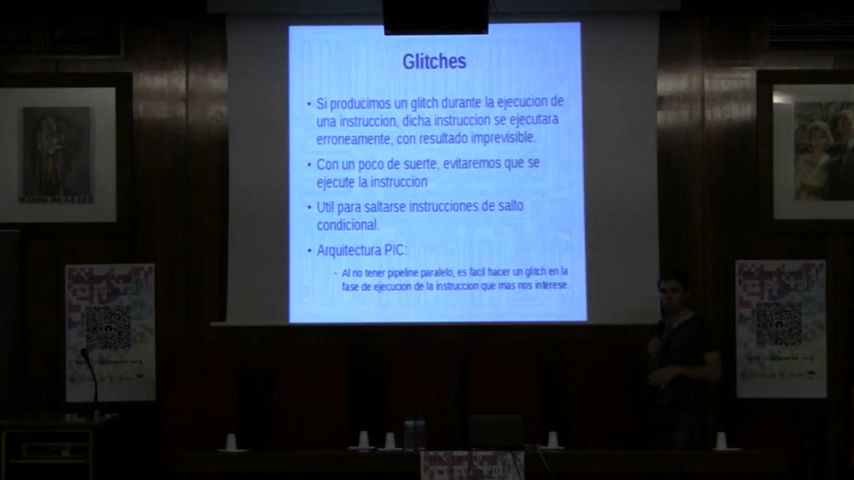 Glitches
• Si producimos un glitch durante la ejecucion de
una instruccion, dicha instruccion se ejecutara
erroneamente, con resultado imprevisible.
• Con un poco de suerte, evitaremos que se
ejecute la instruccion
• Util para saltarse instrucciones de salto
condicional.
• Arquitectura PIC:
- Al no tener pipeline paralelo, es facil hacer un glitch en la
fase de ejecucion de la instruccion que mas nos interese.